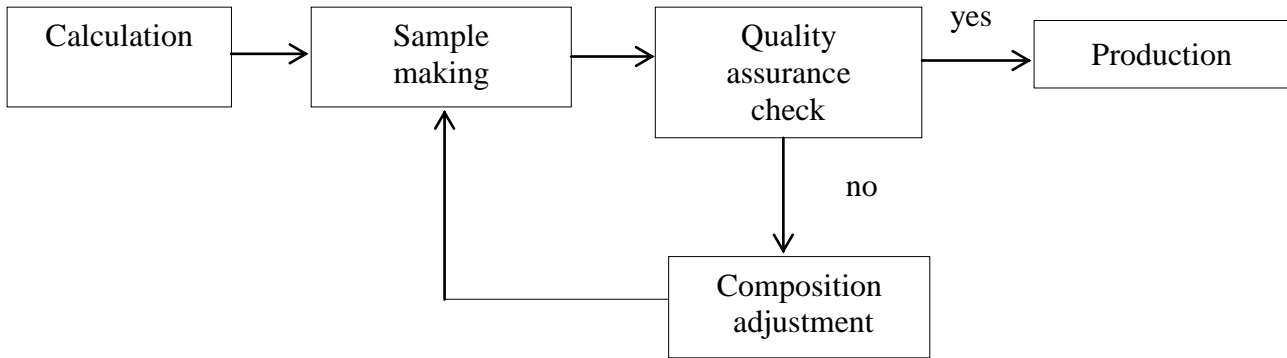 Calculation
Sample
making
Quality
assurance
check
yes
Production
no
Composition
adjustment